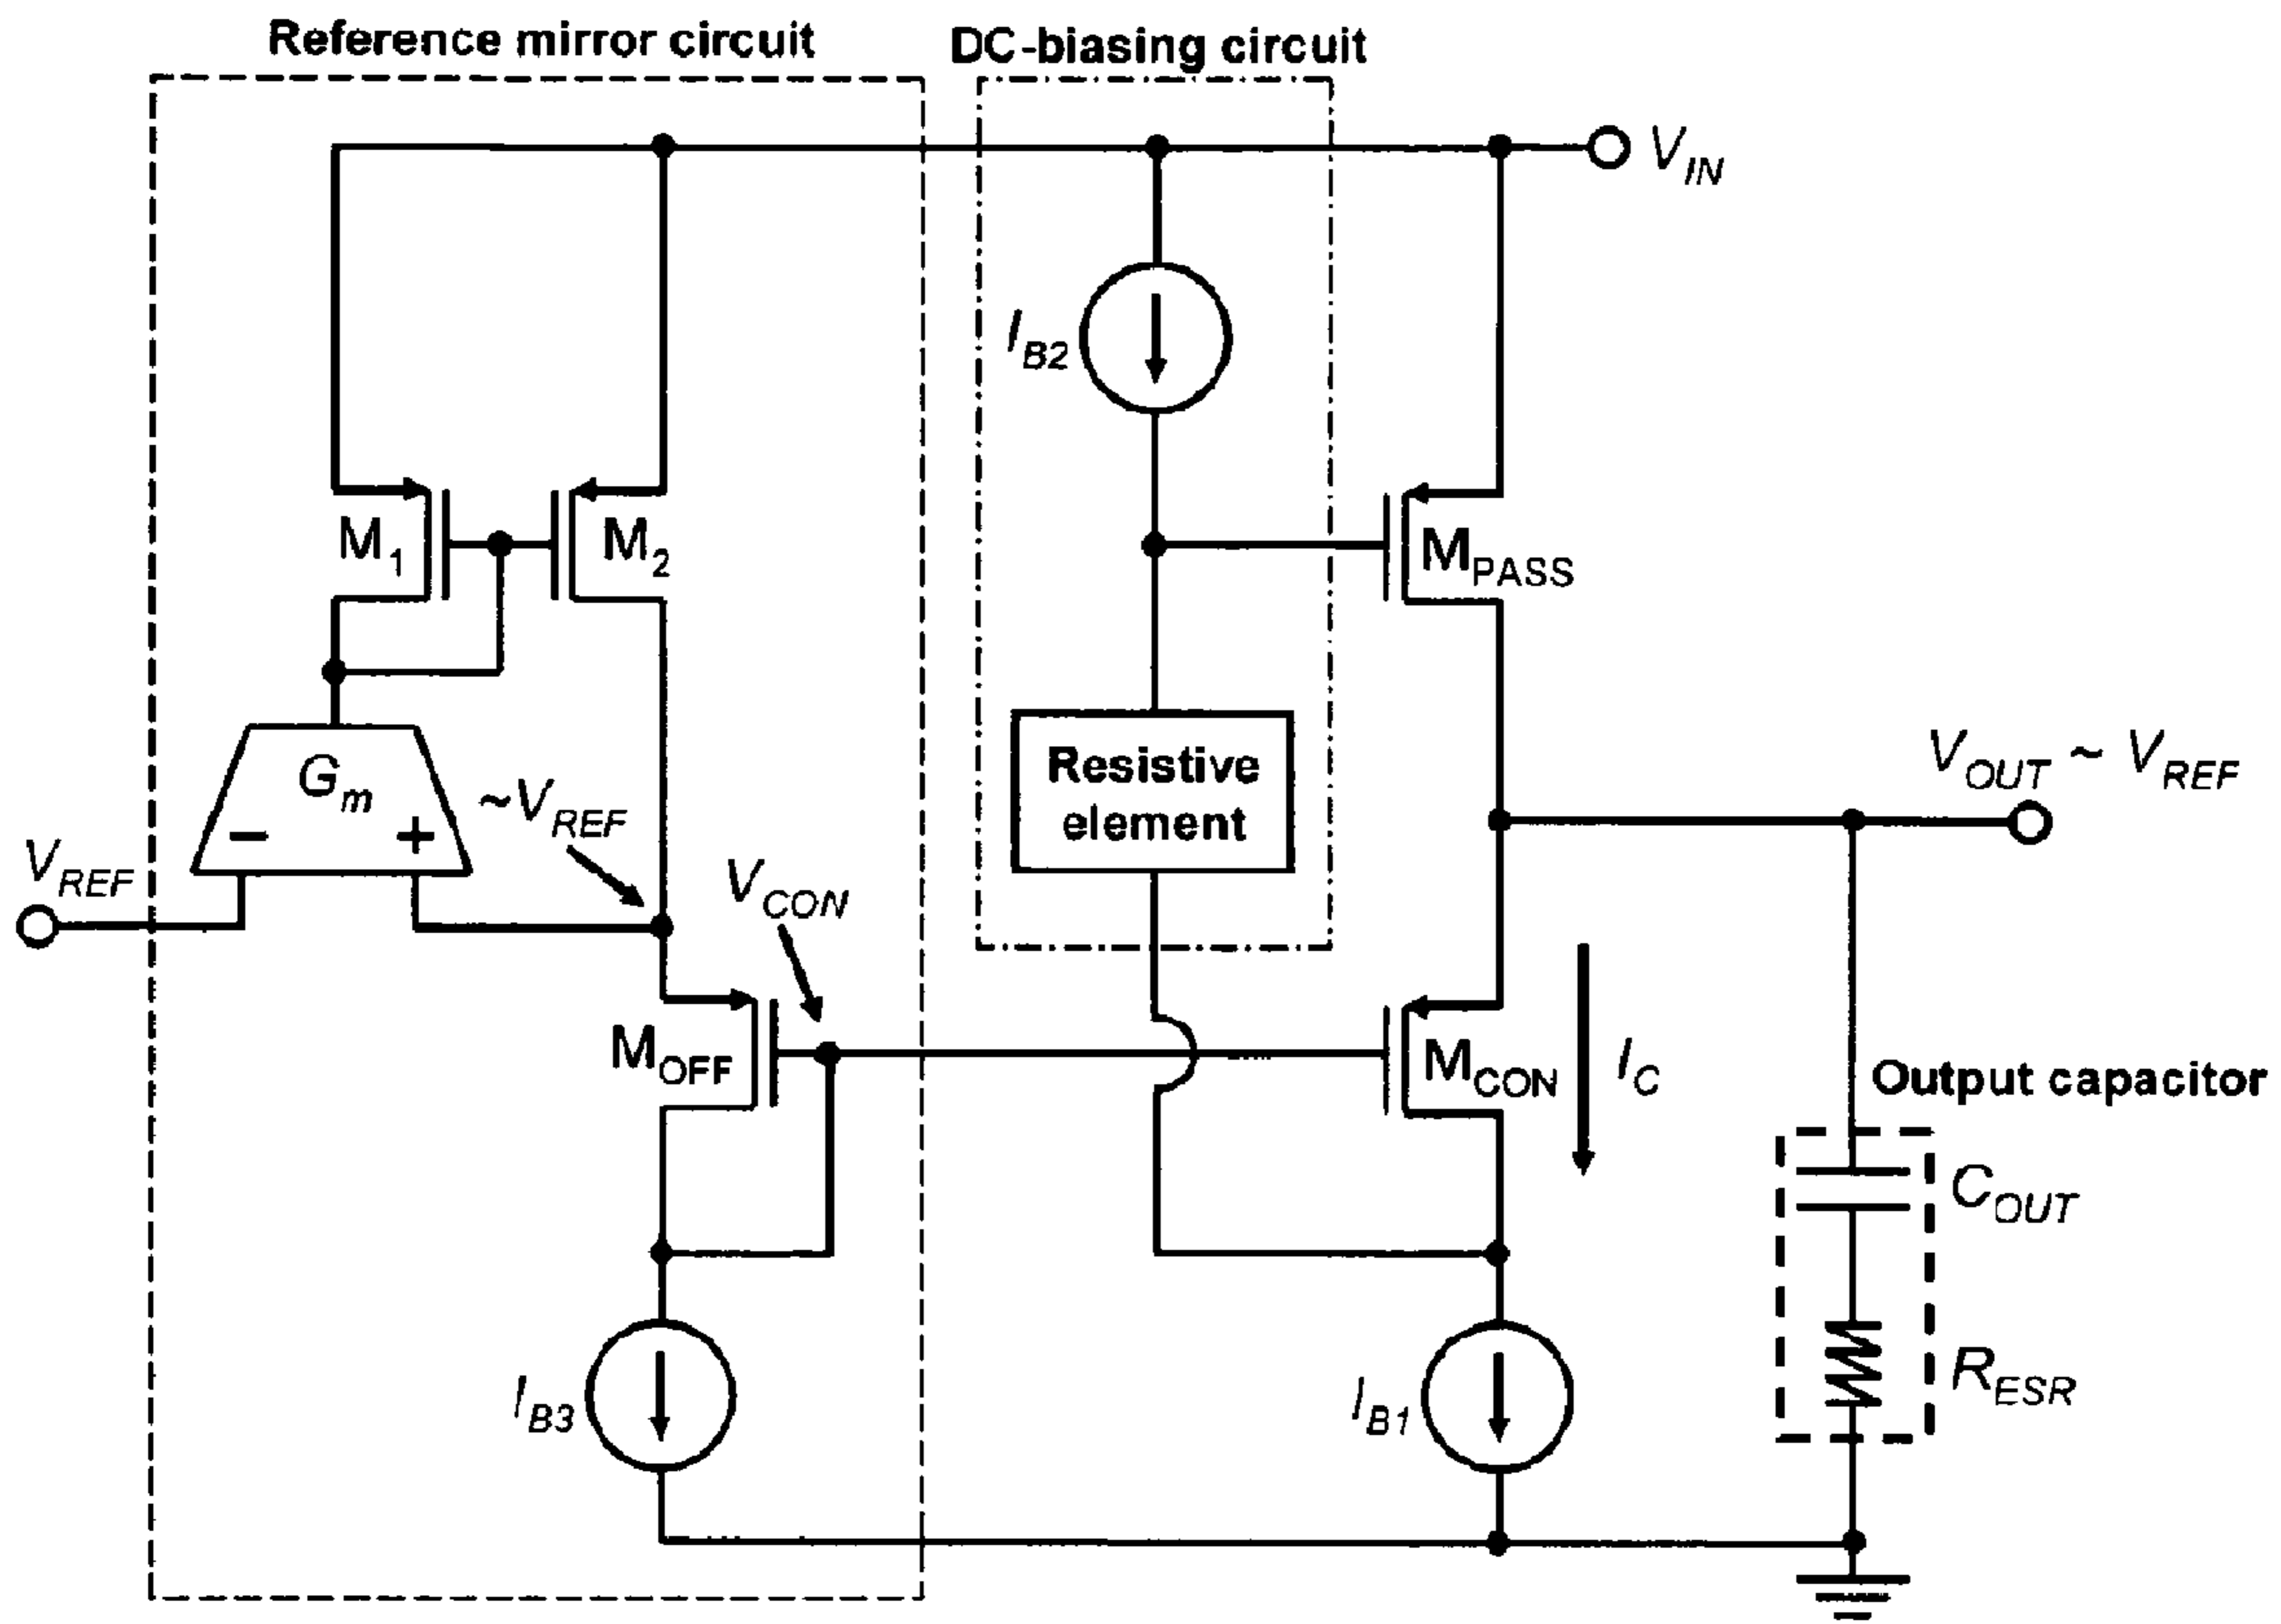 Reference mirror circuit
DC-biasing circuit
V_IN
I_B2
M_1
M_2
M_PASS
G_m
− +
~V_REF
V_REF
V_CON
Resistive
element
V_OUT ~ V_REF
M_OFF
M_CON
I_C
Output capacitor
C_OUT
R_ESR
I_B3
I_B1